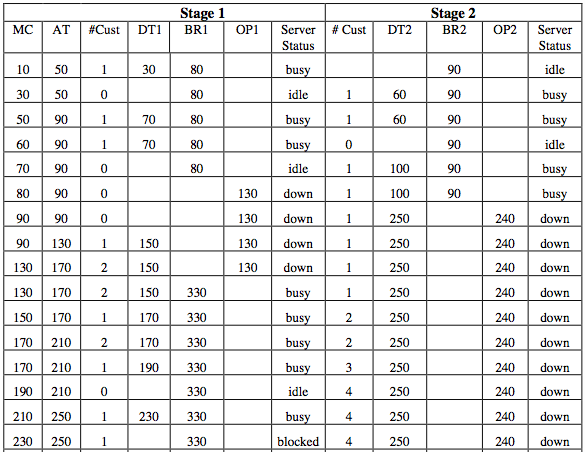 Stage 1 Stage 2
MC AT #Cust DT1 BR1 OP1 Server Status # Cust DT2 BR2 OP2 Server Status
10 50 1 30 80 busy 90 idle
30 50 0 80 idle 1 60 90 busy
50 90 1 70 80 busy 1 60 90 busy
60 90 1 70 80 busy 0 90 idle
70 90 0 80 idle 1 100 90 busy
80 90 0 130 down 1 100 90 busy
90 90 0 130 down 1 250 240 down
90 130 1 150 130 down 1 250 240 down
130 170 2 150 130 down 1 250 240 down
130 170 2 150 330 busy 1 250 240 down
150 170 1 170 330 busy 2 250 240 down
170 210 2 170 330 busy 2 250 240 down
170 210 1 190 330 busy 3 250 240 down
190 210 0 330 idle 4 250 240 down
210 250 1 230 330 busy 4 250 240 down
230 250 1 330 blocked 4 250 240 down